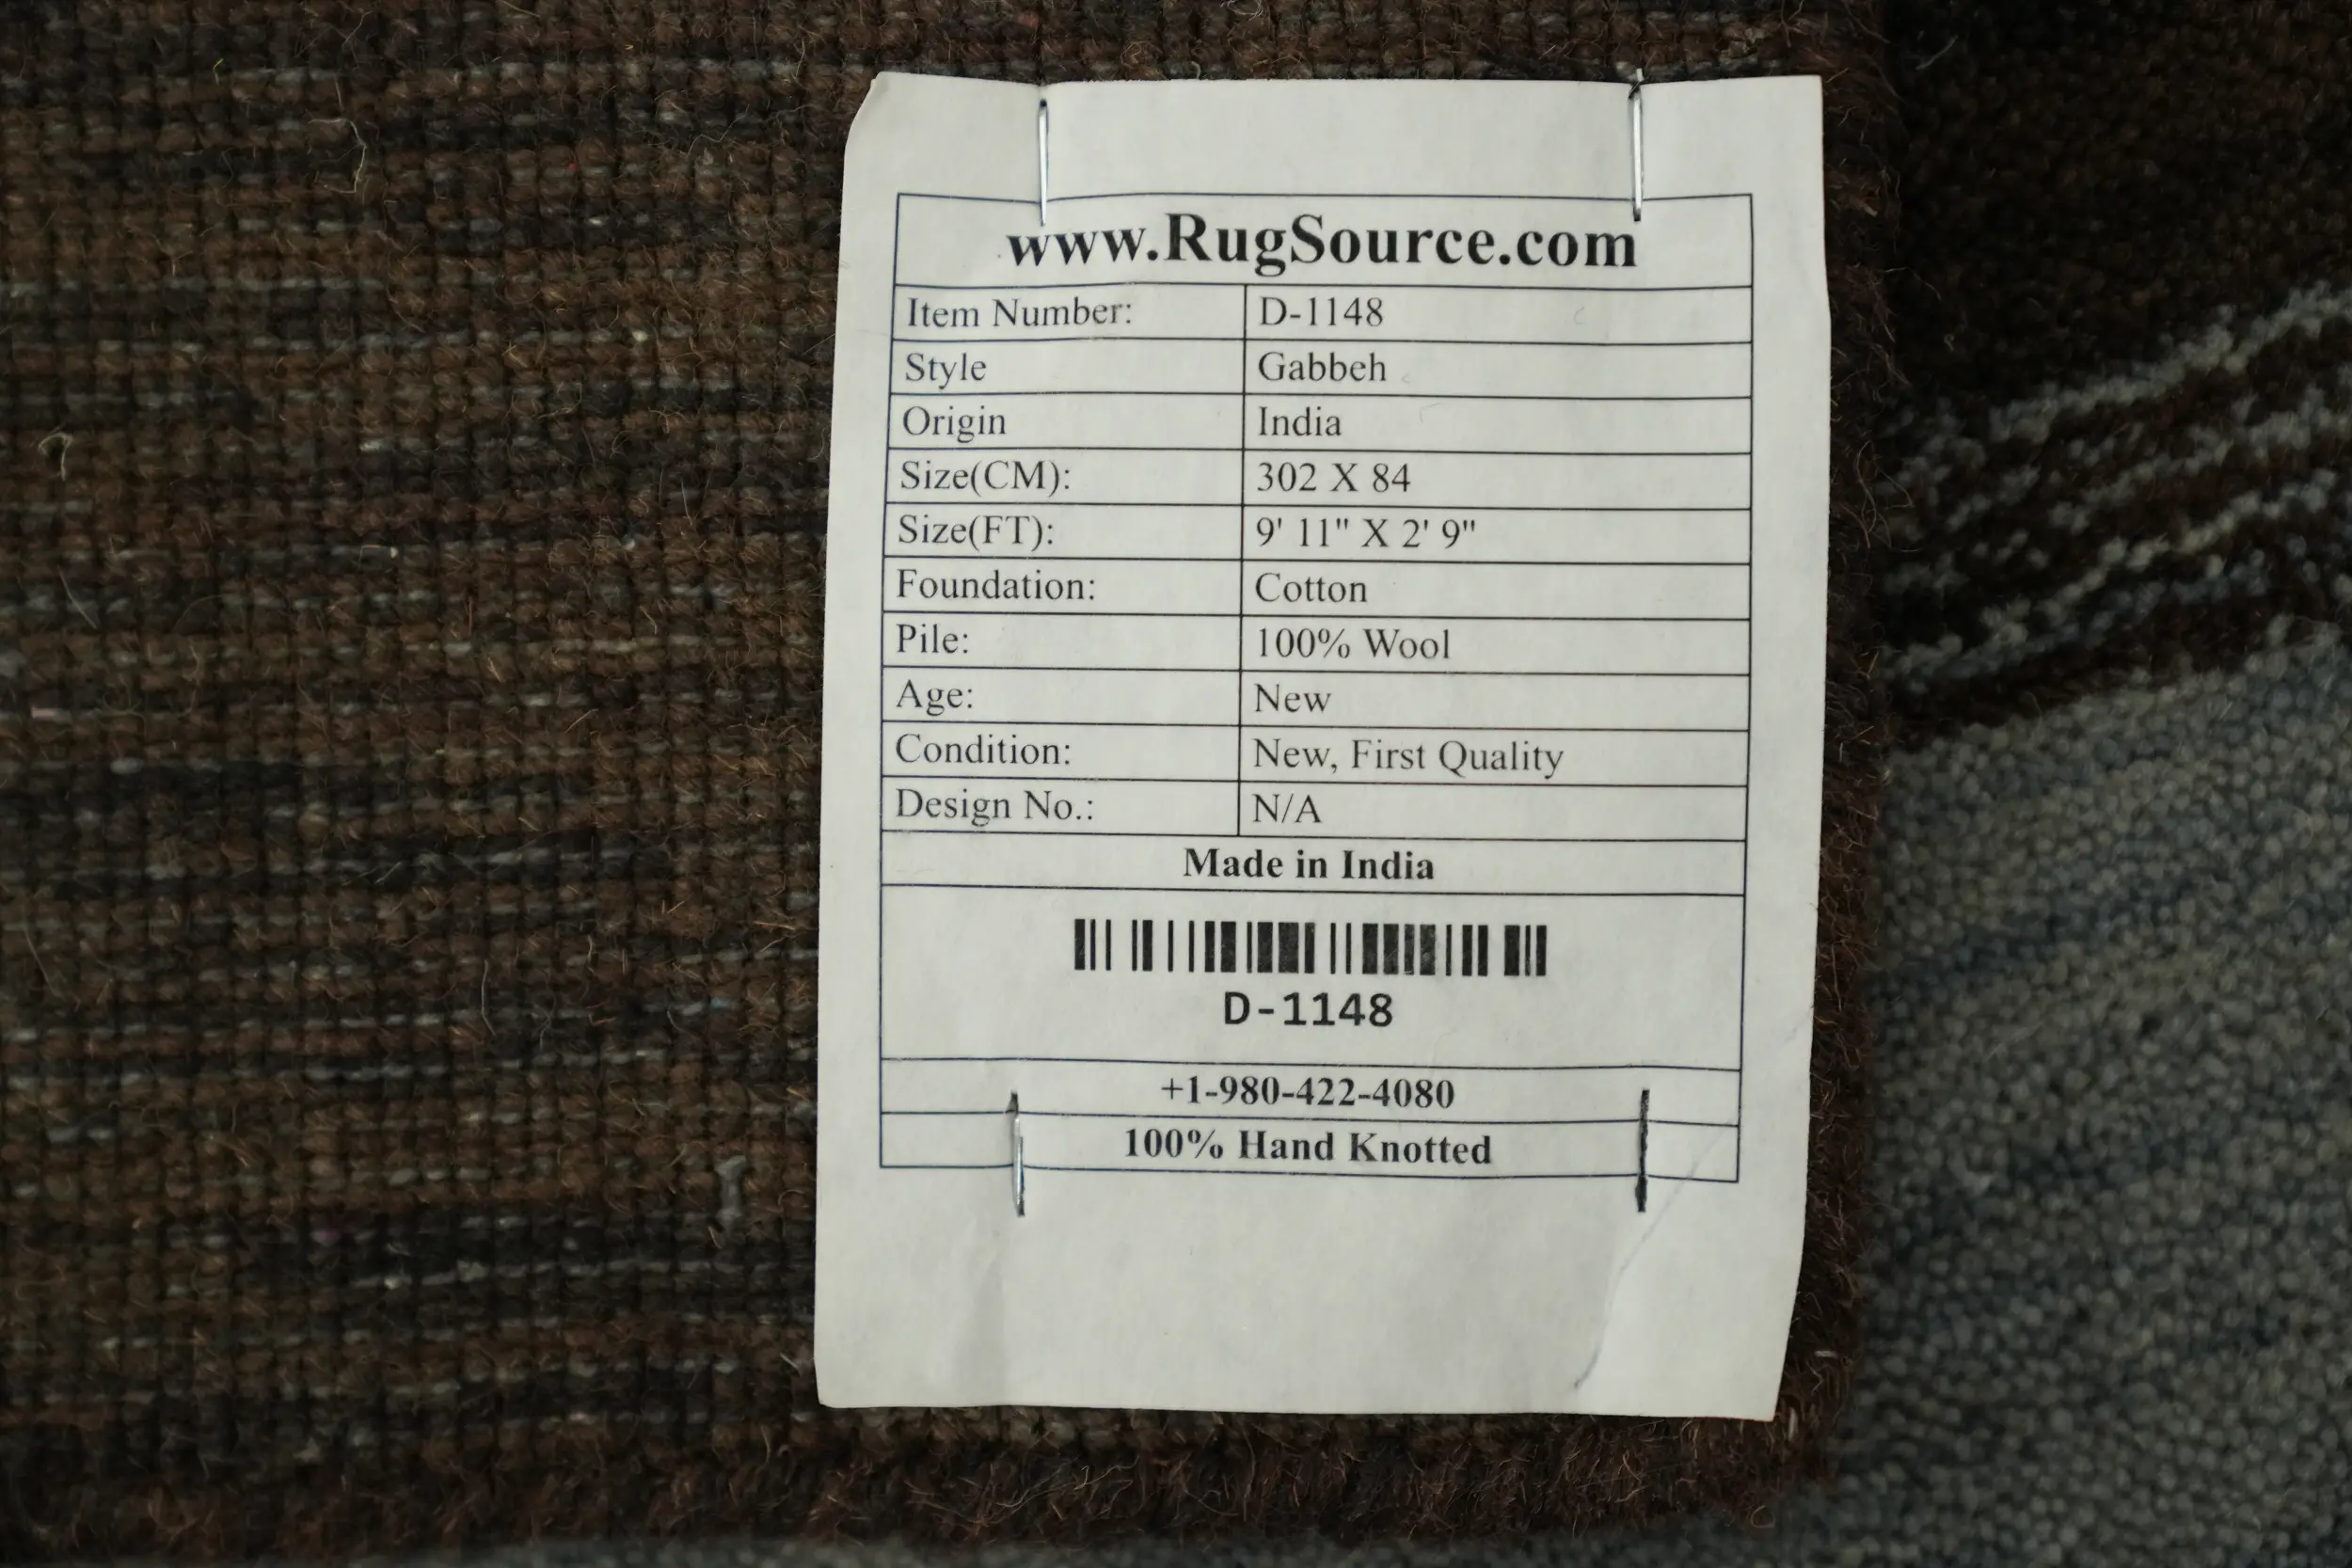 www.RugSource.com
Item Number: D-1148
Style Gabbeh
Origin India
Size(CM): 302 X 84
Size(FT): 9' 11" X 2' 9"
Foundation: Cotton
Pile: 100% Wool
Age: New
Condition: New, First Quality
Design No.: N/A
Made in India
D-1148
+1-980-422-4080
100% Hand Knotted